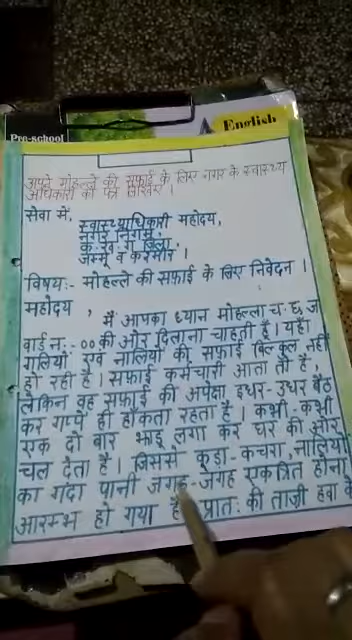 English
Pre-school
अपने मोहल्ले की सफाई के लिए नगर के स्वास्थ्य
अधिकारी को पत्र लिखिए ।
सेवा में,
स्वास्थ्याधिकारी महोदय,
नगर निगम,
क. ख. ग जिला,
जम्मू व कश्मीर ।
विषय:- मोहल्ले की सफ़ाई के लिए निवेदन ।
महोदय ,
मैं आपका ध्यान मोहल्ला च. छ, ज
वार्ड न:- ०० की ओर दिलाना चाहती हूँ । यहाँ
गलियों एवं नालियों की सफ़ाई बिल्कुल नहीं
हो रही है । सफ़ाई कर्मचारी आता तो है ,
लेकिन वह सफ़ाई की अपेक्षा इधर-उधर बैठ
कर गप्पें ही हाँकता रहता है । कभी-कभी
एक दो बार झाड़ू लगा कर घर की ओर
चल देता है । जिससे कूड़ा-कचरा, नालियों
का गंदा पानी जगह-जगह एकत्रित होना
आरम्भ हो गया है प्रात: की ताज़ी हवा के